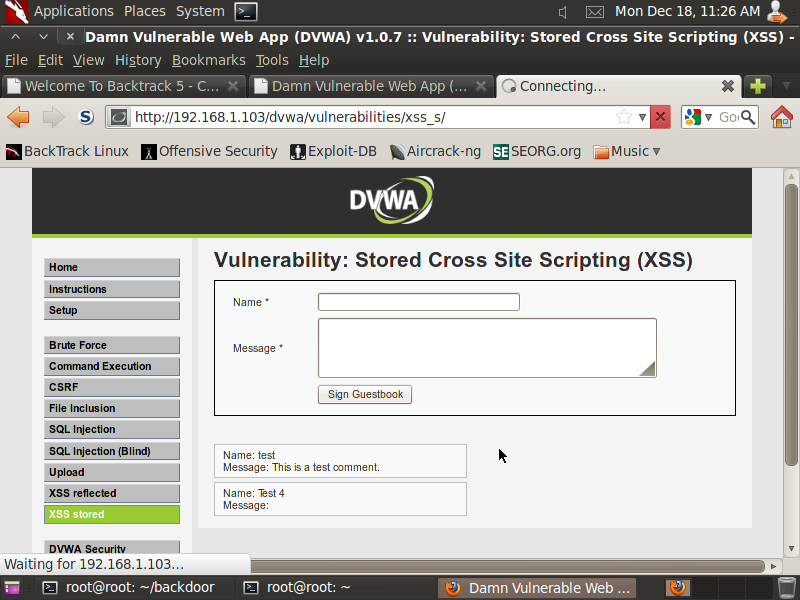 Applications Places System Mon Dec 18, 11:26 AM
Damn Vulnerable Web App (DVWA) v1.0.7 :: Vulnerability: Stored Cross Site Scripting (XSS) -
File Edit View History Bookmarks Tools Help
Welcome To Backtrack 5 - C... Damn Vulnerable Web App (... Connecting...
http://192.168.1.103/dvwa/vulnerabilities/xss_s/ Go
BackTrack Linux Offensive Security Exploit-DB Aircrack-ng SEORG.org Music
DVWA
Vulnerability: Stored Cross Site Scripting (XSS)
Home
Instructions
Setup
Brute Force
Command Execution
CSRF
File Inclusion
SQL Injection
SQL Injection (Blind)
Upload
XSS reflected
XSS stored
DVWA Security
Name *
Message *
Sign Guestbook
Name: test
Message: This is a test comment.
Name: Test 4
Message:
Waiting for 192.168.1.103...
root@root: ~/backdoor root@root: ~ Damn Vulnerable Web ...